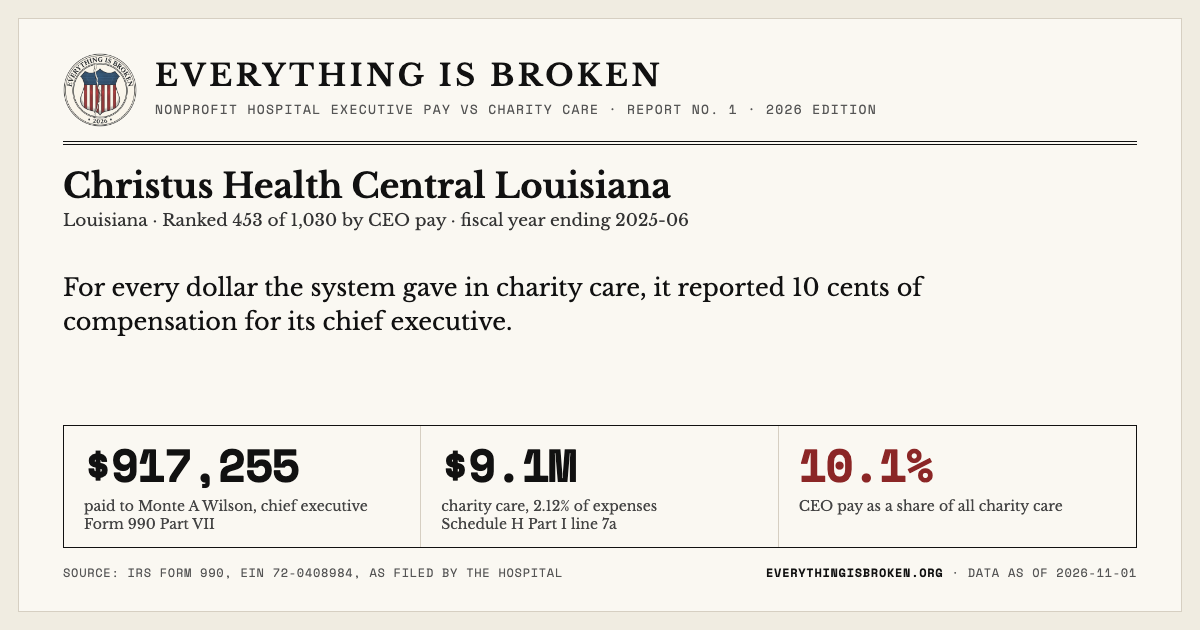 EVERYTHING IS BROKEN
· 2026 ·
EVERYTHING IS BROKEN
NONPROFIT HOSPITAL EXECUTIVE PAY VS CHARITY CARE · REPORT NO. 1 · 2026 EDITION
Christus Health Central Louisiana
Louisiana · Ranked 453 of 1,030 by CEO pay · fiscal year ending 2025-06
For every dollar the system gave in charity care, it reported 10 cents of
compensation for its chief executive.
$917,255
paid to Monte A Wilson, chief executive
Form 990 Part VII
$9.1M
charity care, 2.12% of expenses
Schedule H Part I line 7a
10.1%
CEO pay as a share of all charity care
SOURCE: IRS FORM 990, EIN 72-0408984, AS FILED BY THE HOSPITAL
EVERYTHINGISBROKEN.ORG · DATA AS OF 2026-11-01